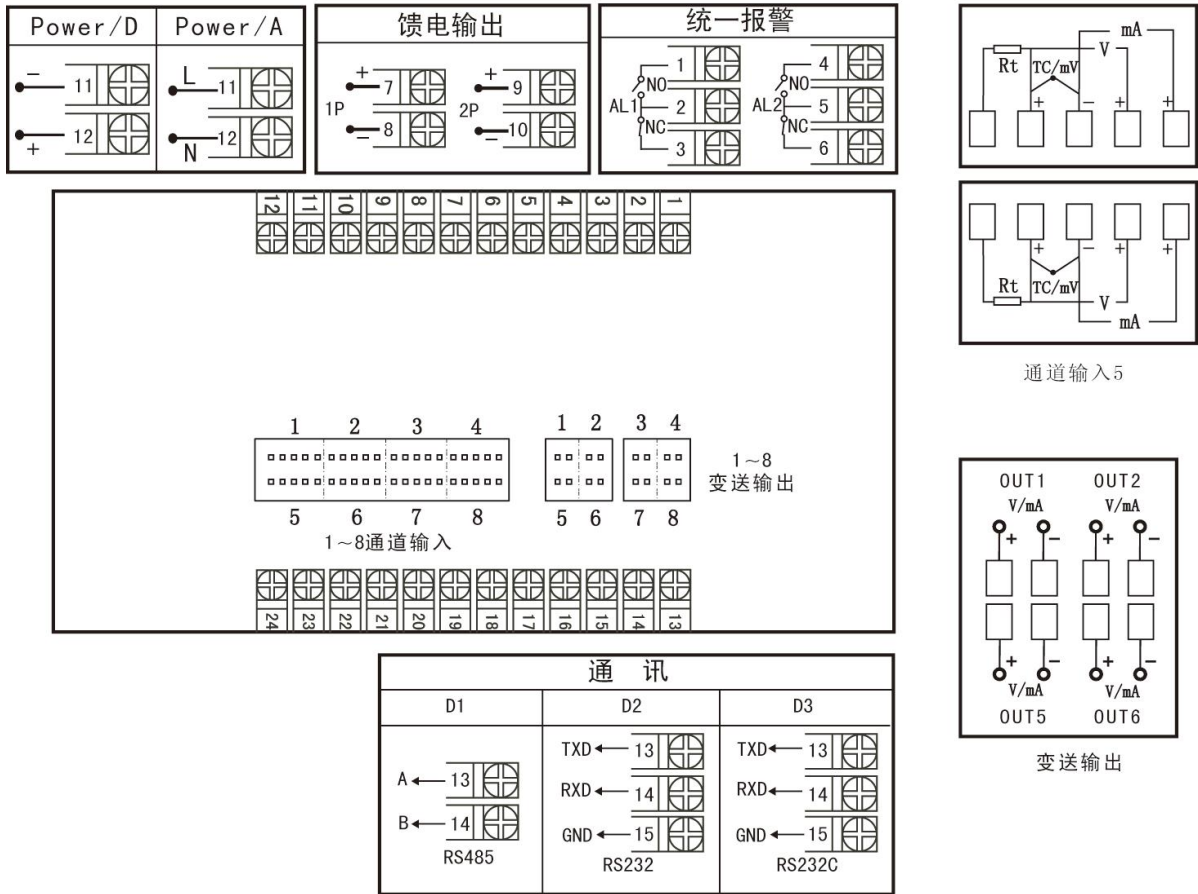 Power/D Power/A
- 11 L 11
+ 12 N 12
馈电输出
+ 7 + 9
1P 2P
- 8 - 10
统一报警
1 4
NO NO
AL1 2 AL2 5
NC NC
3 6
mA
Rt TC/mV V
+ - + +
+ - + +
Rt TC/mV V
mA
通道输入5
12 11 10 9 8 7 6 5 4 3 2 1
1 2 3 4 1 2 3 4
1~8
变送输出
5 6 7 8 5 6 7 8
1~8通道输入
24 23 22 21 20 19 18 17 16 15 14 13
OUT1 OUT2
V/mA V/mA
+ - + -
+ - + -
V/mA V/mA
OUT5 OUT6
变送输出
通 讯
D1 D2 D3
A 13
B 14
RS485
TXD 13
RXD 14
GND 15
RS232
TXD 13
RXD 14
GND 15
RS232C